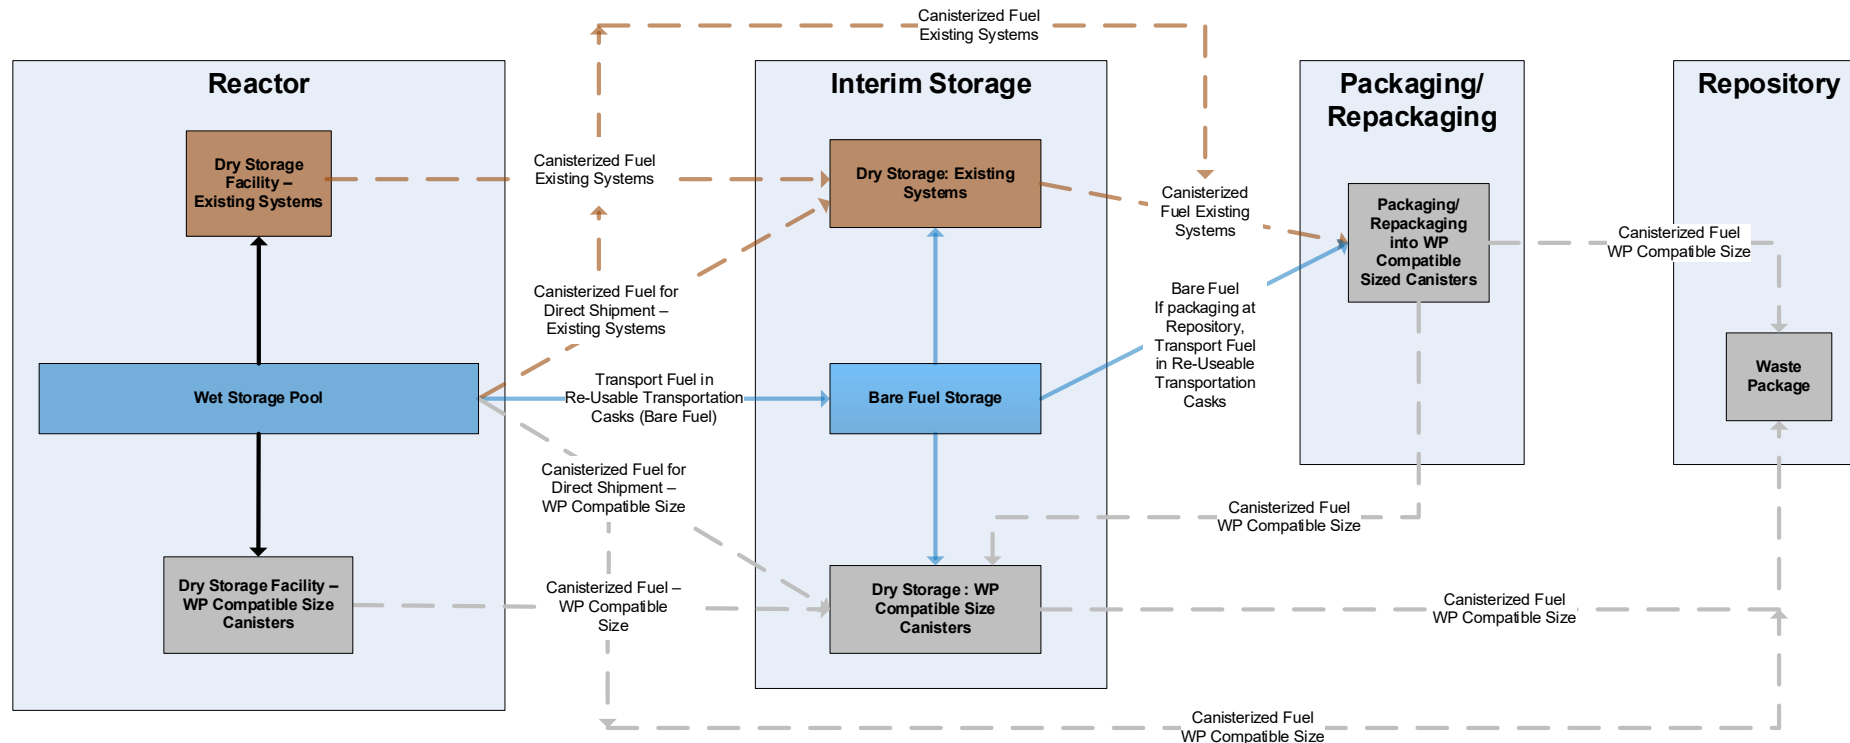 Canisterized Fuel
Existing Systems
Reactor
Interim Storage
Packaging/
Repackaging
Repository
Dry Storage
Facility –
Existing Systems
Canisterized Fuel
Existing Systems
Dry Storage: Existing
Systems
Canisterized
Fuel Existing
Systems
Packaging/
Repackaging
into WP
Compatible
Sized Canisters
Canisterized Fuel
WP Compatible Size
Canisterized Fuel for
Direct Shipment –
Existing Systems
Bare Fuel
If packaging at
Repository,
Transport Fuel
in Re-Useable
Transportation
Casks
Wet Storage Pool
Transport Fuel in
Re-Usable Transportation
Casks (Bare Fuel)
Bare Fuel Storage
Waste
Package
Canisterized Fuel for
Direct Shipment –
WP Compatible Size
Canisterized Fuel
WP Compatible Size
Dry Storage Facility –
WP Compatible Size
Canisters
Canisterized Fuel –
WP Compatible
Size
Dry Storage : WP
Compatible Size
Canisters
Canisterized Fuel
WP Compatible Size
Canisterized Fuel
WP Compatible Size